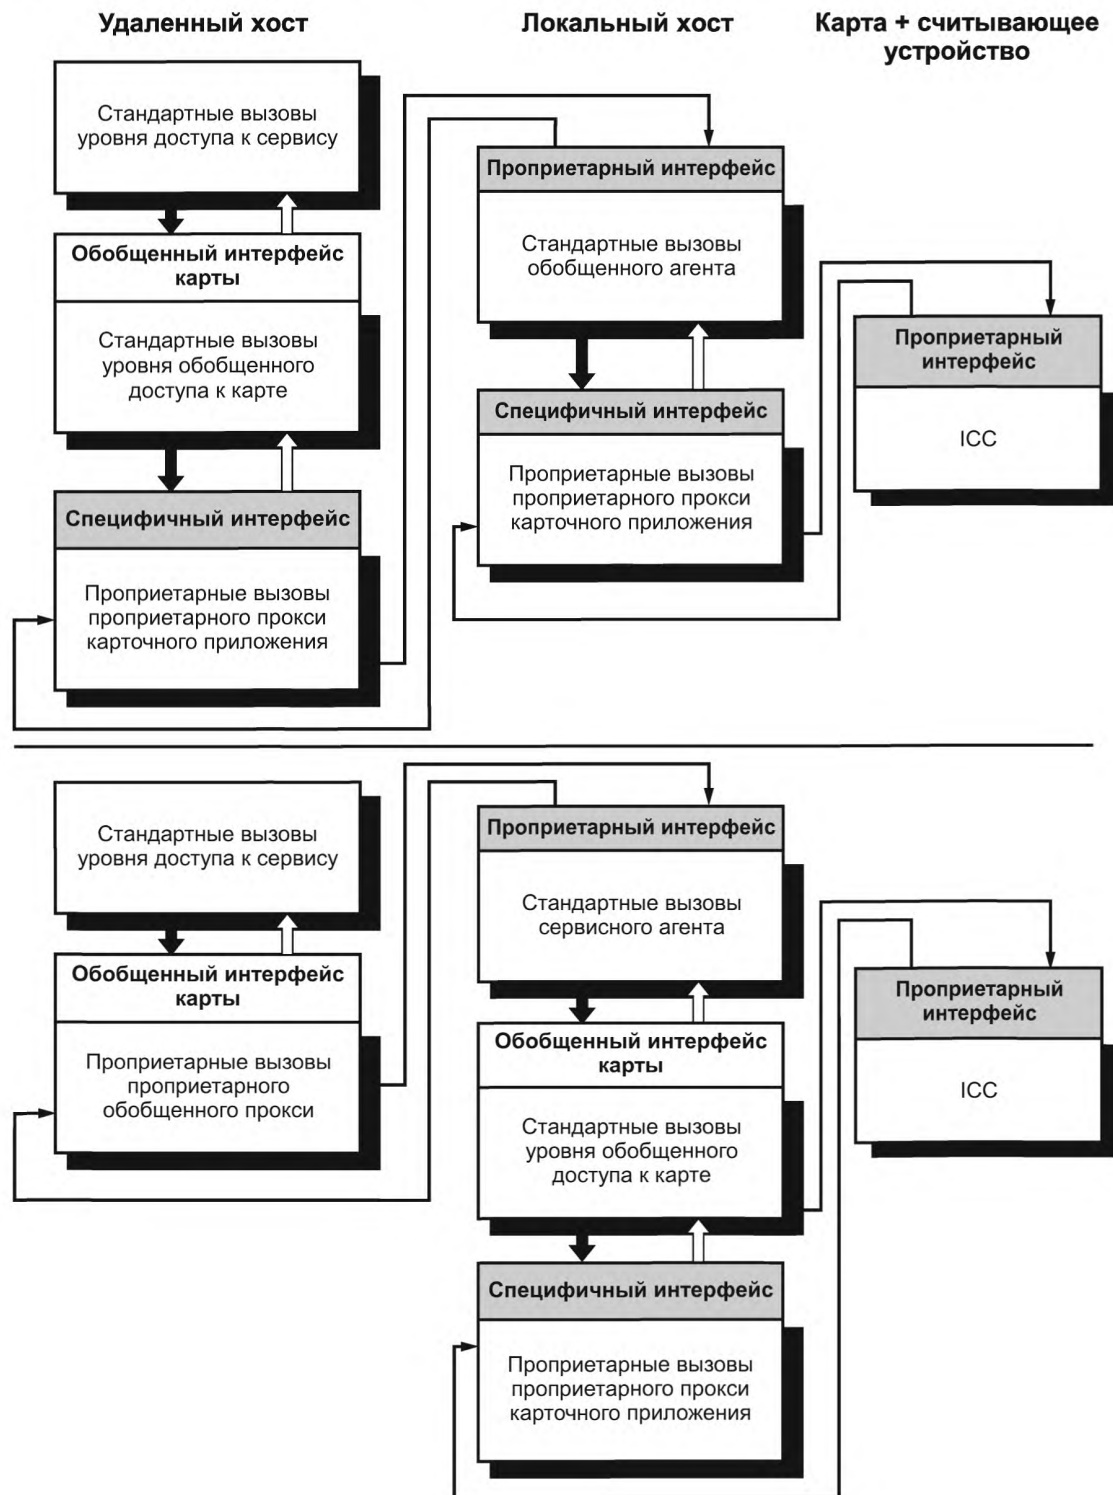 Удаленный хост
Локальный хост
Карта + считывающее
устройство
Стандартные вызовы
уровня доступа к сервису
Обобщенный интерфейс
карты
Стандартные вызовы
уровня обобщенного
доступа к карте
Специфичный интерфейс
Проприетарные вызовы
проприетарного прокси
карточного приложения
Проприетарный интерфейс
Стандартные вызовы
обобщенного агента
Специфичный интерфейс
Проприетарные вызовы
проприетарного прокси
карточного приложения
Проприетарный
интерфейс
ICC
Стандартные вызовы
уровня доступа к сервису
Обобщенный интерфейс
карты
Проприетарные вызовы
проприетарного
обобщенного прокси
Проприетарный интерфейс
Стандартные вызовы
сервисного агента
Обобщенный интерфейс
карты
Стандартные вызовы
уровня обобщенного
доступа к карте
Специфичный интерфейс
Проприетарные вызовы
проприетарного прокси
карточного приложения
Проприетарный
интерфейс
ICC